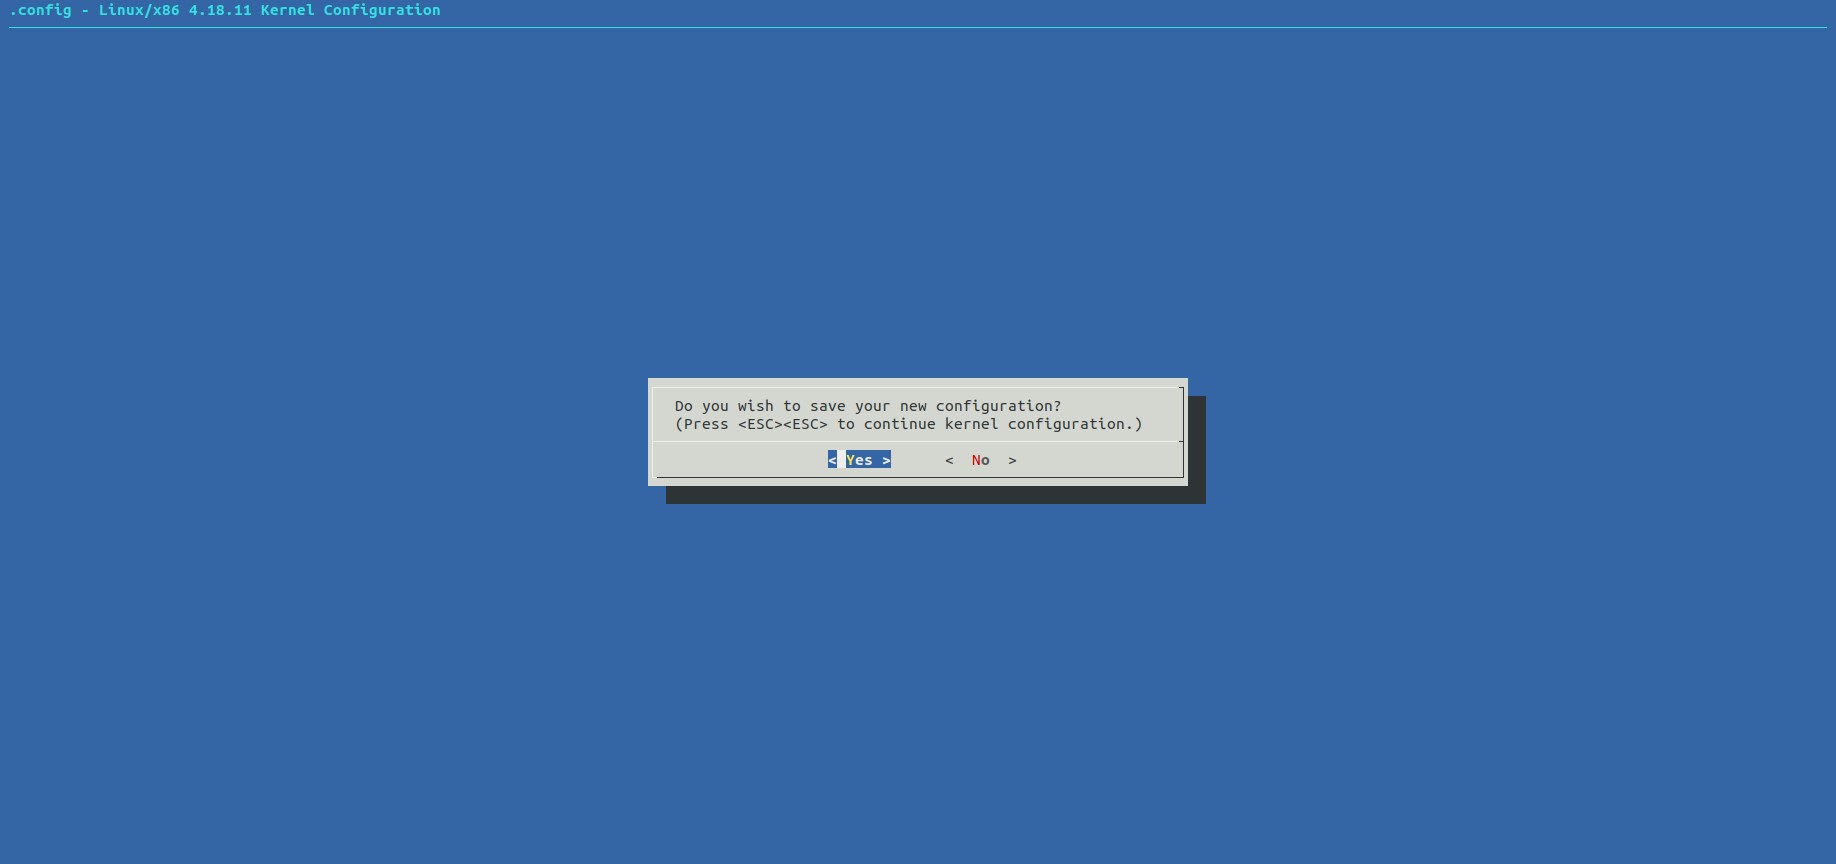 .config - Linux/x86 4.18.11 Kernel Configuration
Do you wish to save your new configuration?
(Press <ESC><ESC> to continue kernel configuration.)
< Yes > < No >